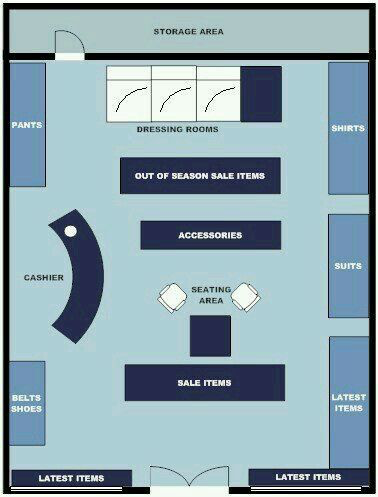 STORAGE AREA
PANTS
DRESSING ROOMS
SHIRTS
OUT OF SEASON SALE ITEMS
ACCESSORIES
CASHIER
SEATING
AREA
SUITS
SALE ITEMS
BELTS
SHOES
LATEST
ITEMS
LATEST ITEMS
LATEST ITEMS